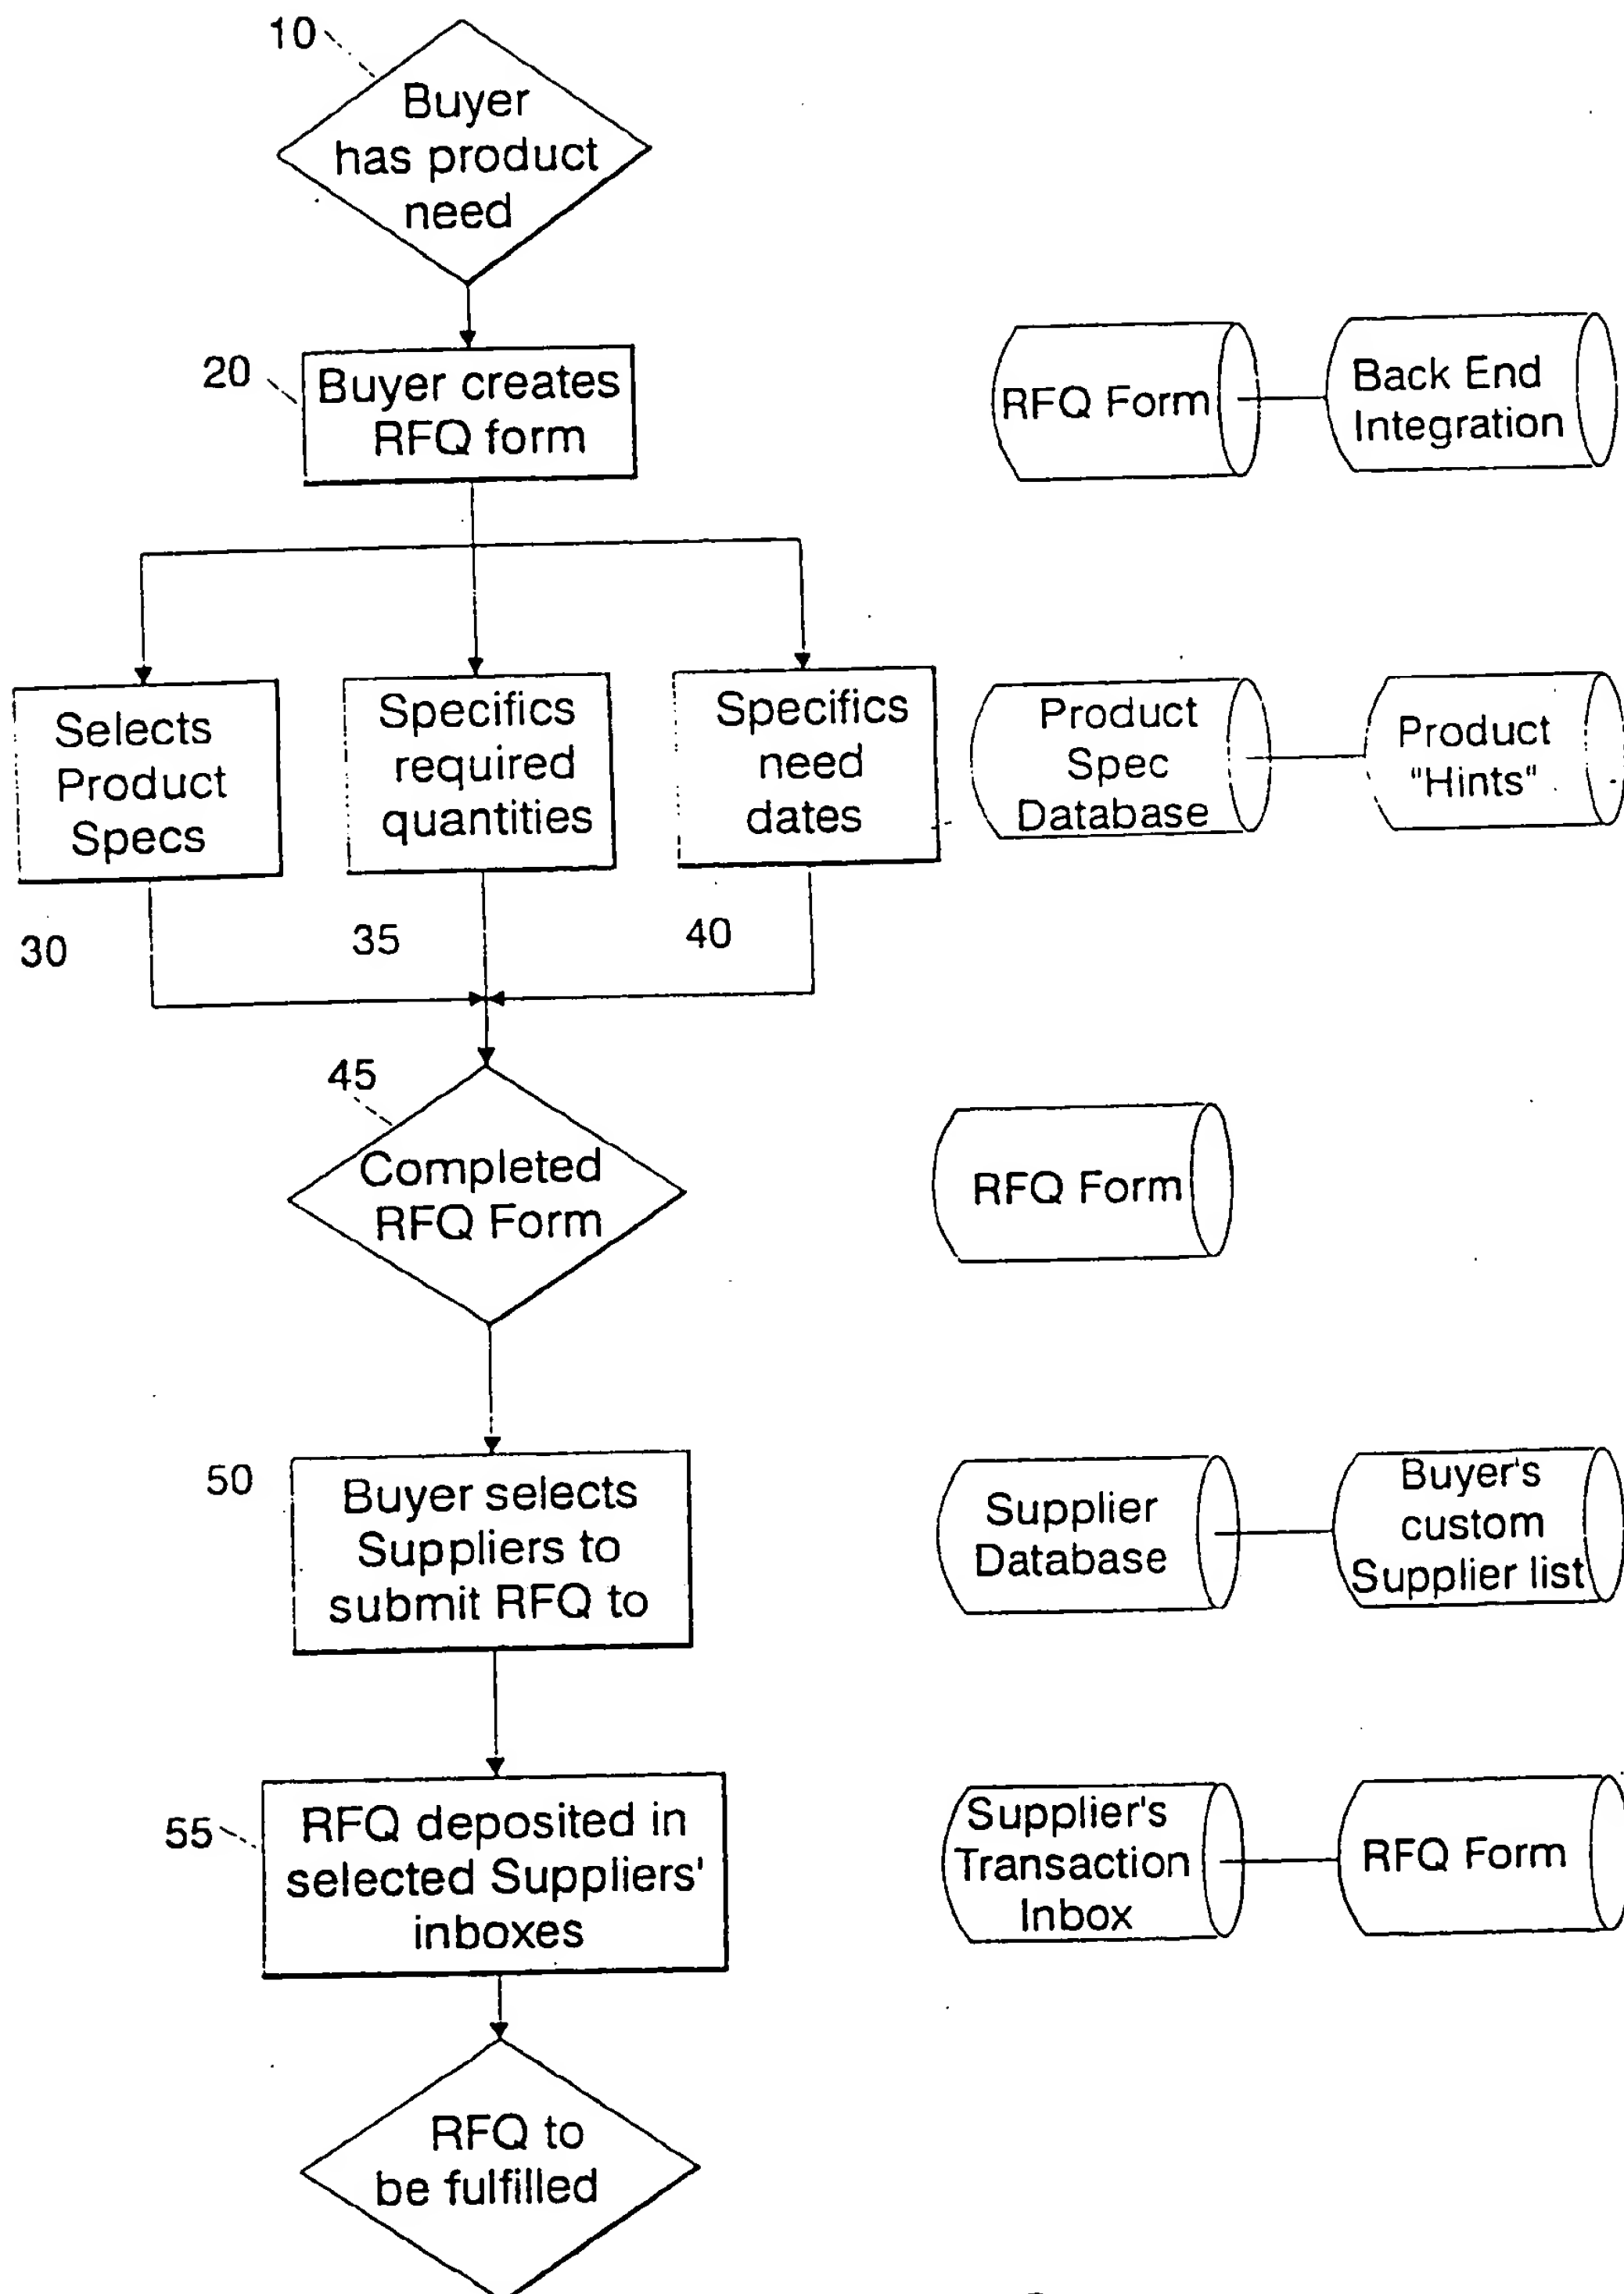 10
Buyer
has product
need
20
Buyer creates
RFQ form
RFQ Form
Back End
Integration
Selects
Product
Specs
Specifics
required
quantities
Specifics
need
dates
Product
Spec
Database
Product
"Hints"
30
35
40
45
Completed
RFQ Form
RFQ Form
50
Buyer selects
Suppliers to
submit RFQ to
Supplier
Database
Buyer's
custom
Supplier list
55
RFQ deposited in
selected Suppliers'
inboxes
Supplier's
Transaction
Inbox
RFQ Form
RFQ to
be fulfilled